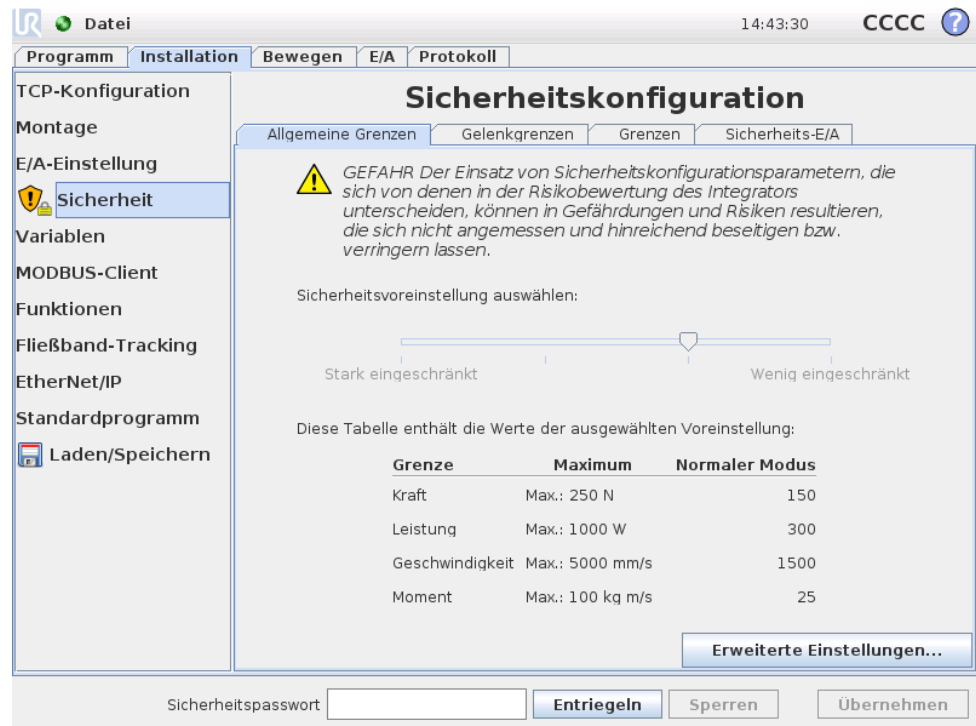 UR Datei 14:43:30 CCCC ?
Programm Installation Bewegen E/A Protokoll
TCP-Konfiguration
Montage
E/A-Einstellung
Sicherheit
Variablen
MODBUS-Client
Funktionen
Fließband-Tracking
EtherNet/IP
Standardprogramm
Laden/Speichern
Sicherheitskonfiguration
Allgemeine Grenzen Gelenkgrenzen Grenzen Sicherheits-E/A
GEFAHR Der Einsatz von Sicherheitkonfigurationsparametern, die
sich von denen in der Risikobewertung des Integrators
unterscheiden, können in Gefährdungen und Risiken resultieren,
die sich nicht angemessen und hinreichend beseitigen bzw.
verringern lassen.
Sicherheitsvoreinstellung auswählen:
Stark eingeschränkt Wenig eingeschränkt
Diese Tabelle enthält die Werte der ausgewählten Voreinstellung:
Grenze Maximum Normaler Modus
Kraft Max.: 250 N 150
Leistung Max.: 1000 W 300
Geschwindigkeit Max.: 5000 mm/s 1500
Moment Max.: 100 kg m/s 25
Erweiterte Einstellungen...
Sicherheitspasswort Entriegeln Sperren Übernehmen